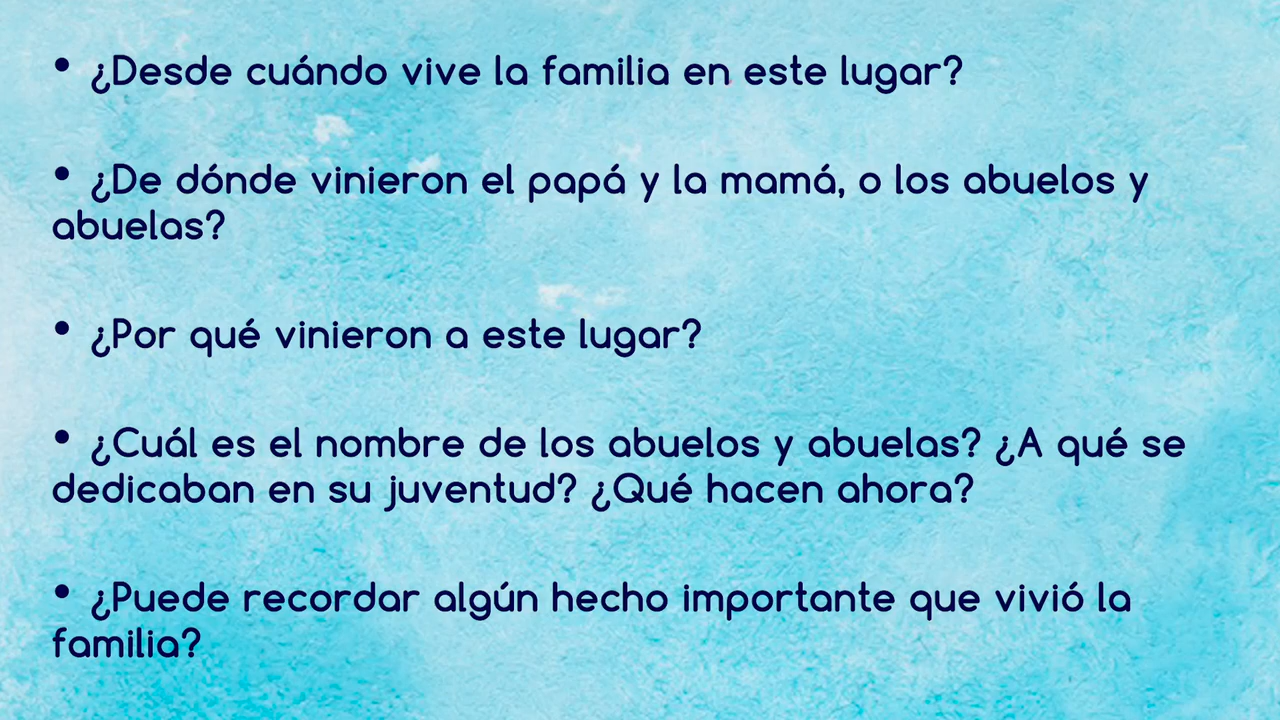 • ¿Desde cuándo vive la familia en este lugar?
• ¿De dónde vinieron el papá y la mamá, o los abuelos y
abuelas?
• ¿Por qué vinieron a este lugar?
• ¿Cuál es el nombre de los abuelos y abuelas? ¿A qué se
dedicaban en su juventud? ¿Qué hacen ahora?
• ¿Puede recordar algún hecho importante que vivió la
familia?